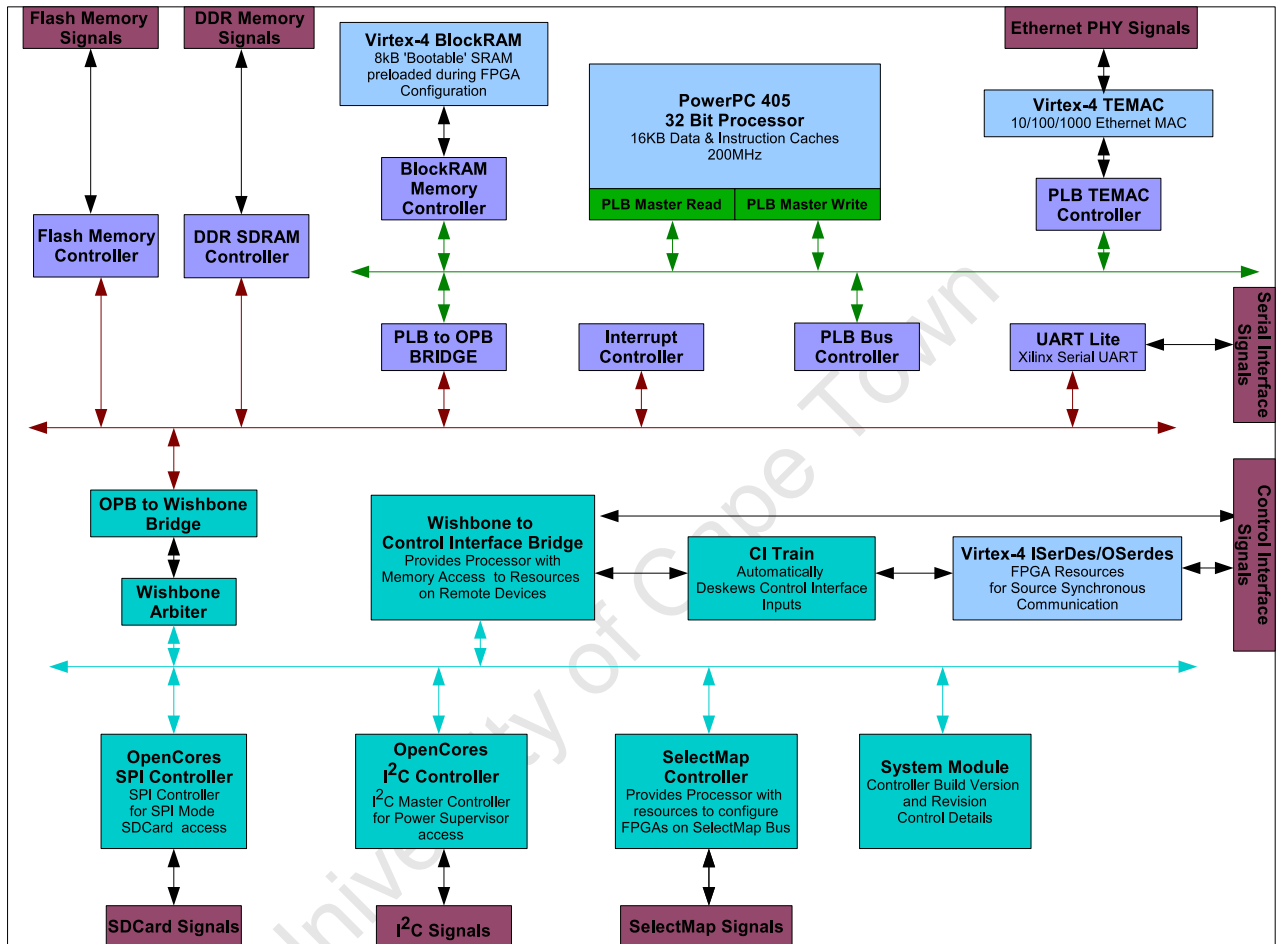 Flash Memory
Signals
DDR Memory
Signals
Virtex-4 BlockRAM
8kB 'Bootable' SRAM
preloaded during FPGA
Configuration
PowerPC 405
32 Bit Processor
16KB Data & Instruction Caches
200MHz
PLB Master Read
PLB Master Write
Ethernet PHY Signals
Virtex-4 TEMAC
10/100/1000 Ethernet MAC
BlockRAM
Memory
Controller
PLB TEMAC
Controller
Flash Memory
Controller
DDR SDRAM
Controller
PLB to OPB
BRIDGE
Interrupt
Controller
PLB Bus
Controller
UART Lite
Xilinx Serial UART
Serial Interface
Signals
OPB to Wishbone
Bridge
Wishbone
Arbiter
Wishbone to
Control Interface Bridge
Provides Processor with
Memory Access to Resources
on Remote Devices
CI Train
Automatically
Deskews Control Interface
Inputs
Virtex-4 ISerDes/OSerdes
FPGA Resources
for Source Synchronous
Communication
Control Interface
Signals
OpenCores
SPI Controller
SPI Controller
for SPI Mode
SDCard access
OpenCores
I2C Controller
I2C Master Controller
for Power Supervisor
access
SelectMap
Controller
Provides Processor with
resources to configure
FPGAs on SelectMap Bus
System Module
Controller Build Version
and Revision
Control Details
SDCard Signals
I2C Signals
SelectMap Signals
University of Cape Town